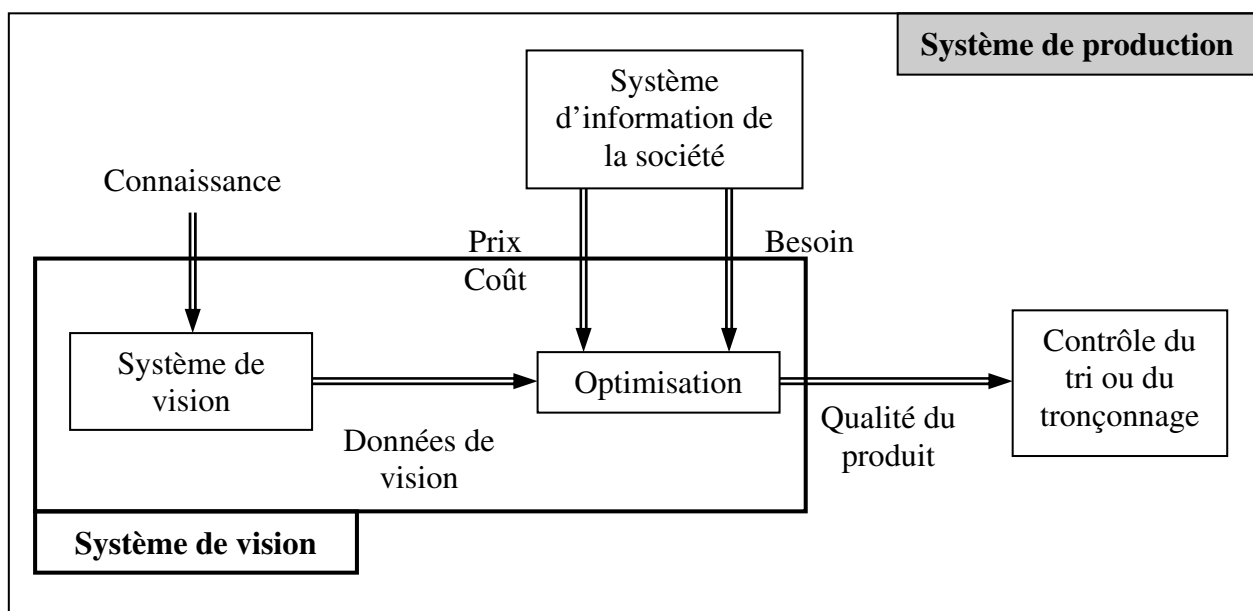 Système de production
Système
d’information de
la société
Connaissance
Prix
Coût
Besoin
Système de
vision
Optimisation
Contrôle du
tri ou du
tronçonnage
Données de
vision
Qualité du
produit
Système de vision